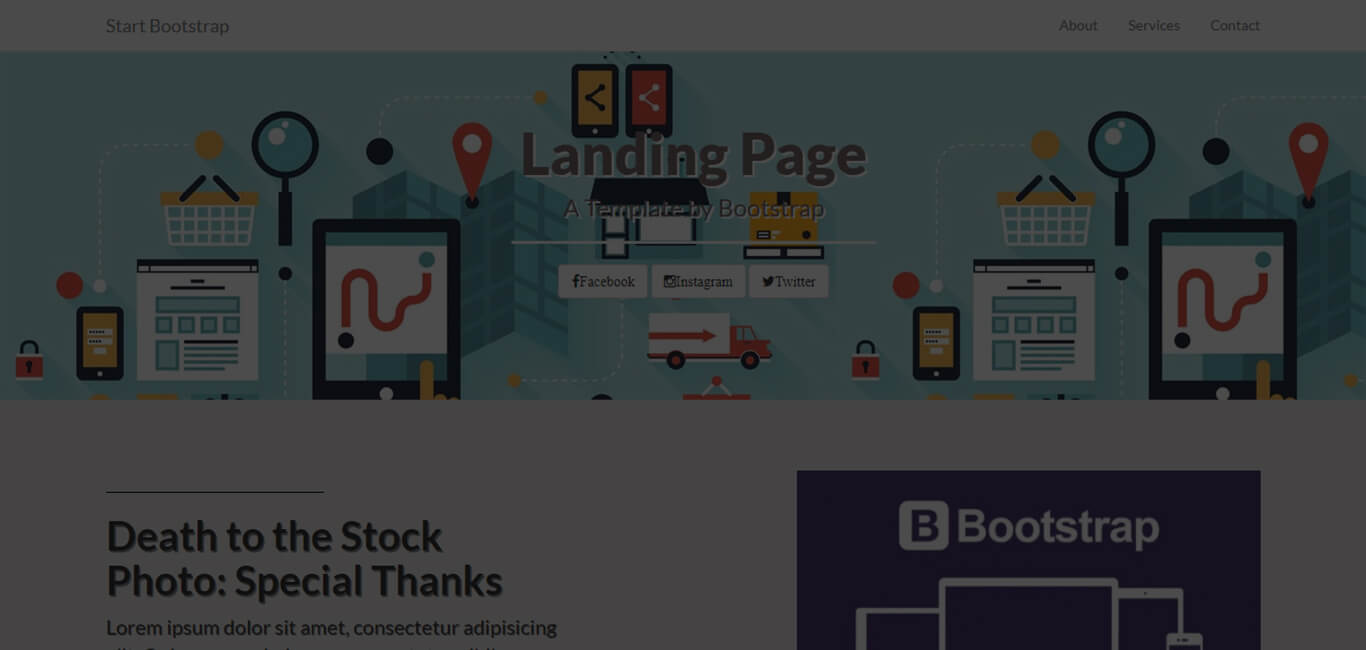 Start Bootstrap
About Services Contact
Landing Page
A Template by Bootstrap
Facebook Instagram Twitter
Death to the Stock
Photo: Special Thanks
B Bootstrap
Lorem ipsum dolor sit amet, consectetur adipisicing